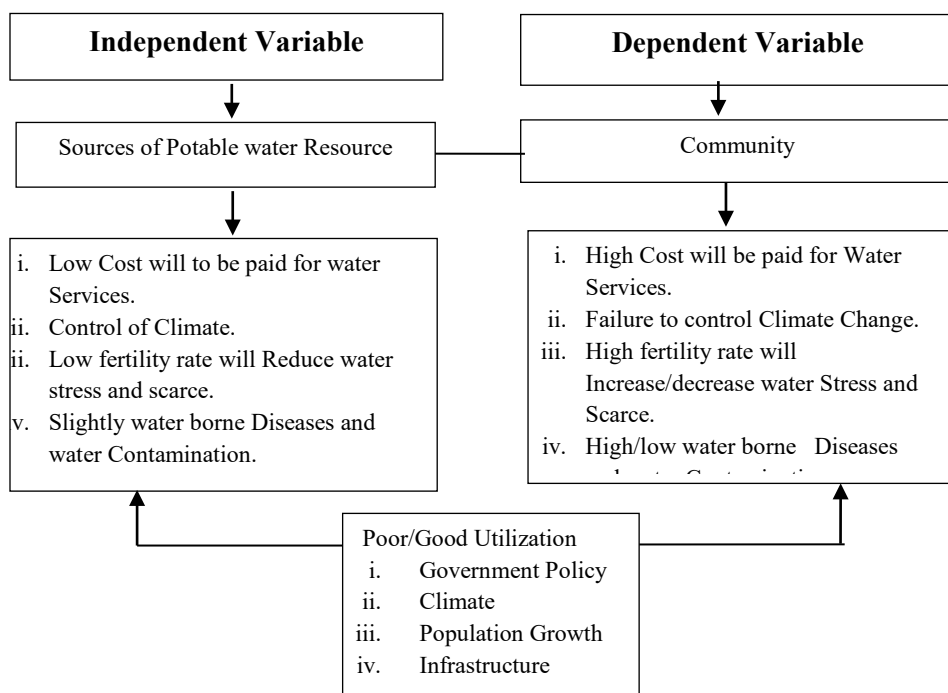 Independent Variable
Dependent Variable
Sources of Potable water Resource
Community
i. Low Cost will to be paid for water
Services.
ii. Control of Climate.
ii. Low fertility rate will Reduce water
stress and scarce.
v. Slightly water borne Diseases and
water Contamination.
i. High Cost will be paid for Water
Services.
ii. Failure to control Climate Change.
iii. High fertility rate will
Increase/decrease water Stress and
Scarce.
iv. High/low water borne Diseases
Poor/Good Utilization
i. Government Policy
ii. Climate
iii. Population Growth
iv. Infrastructure